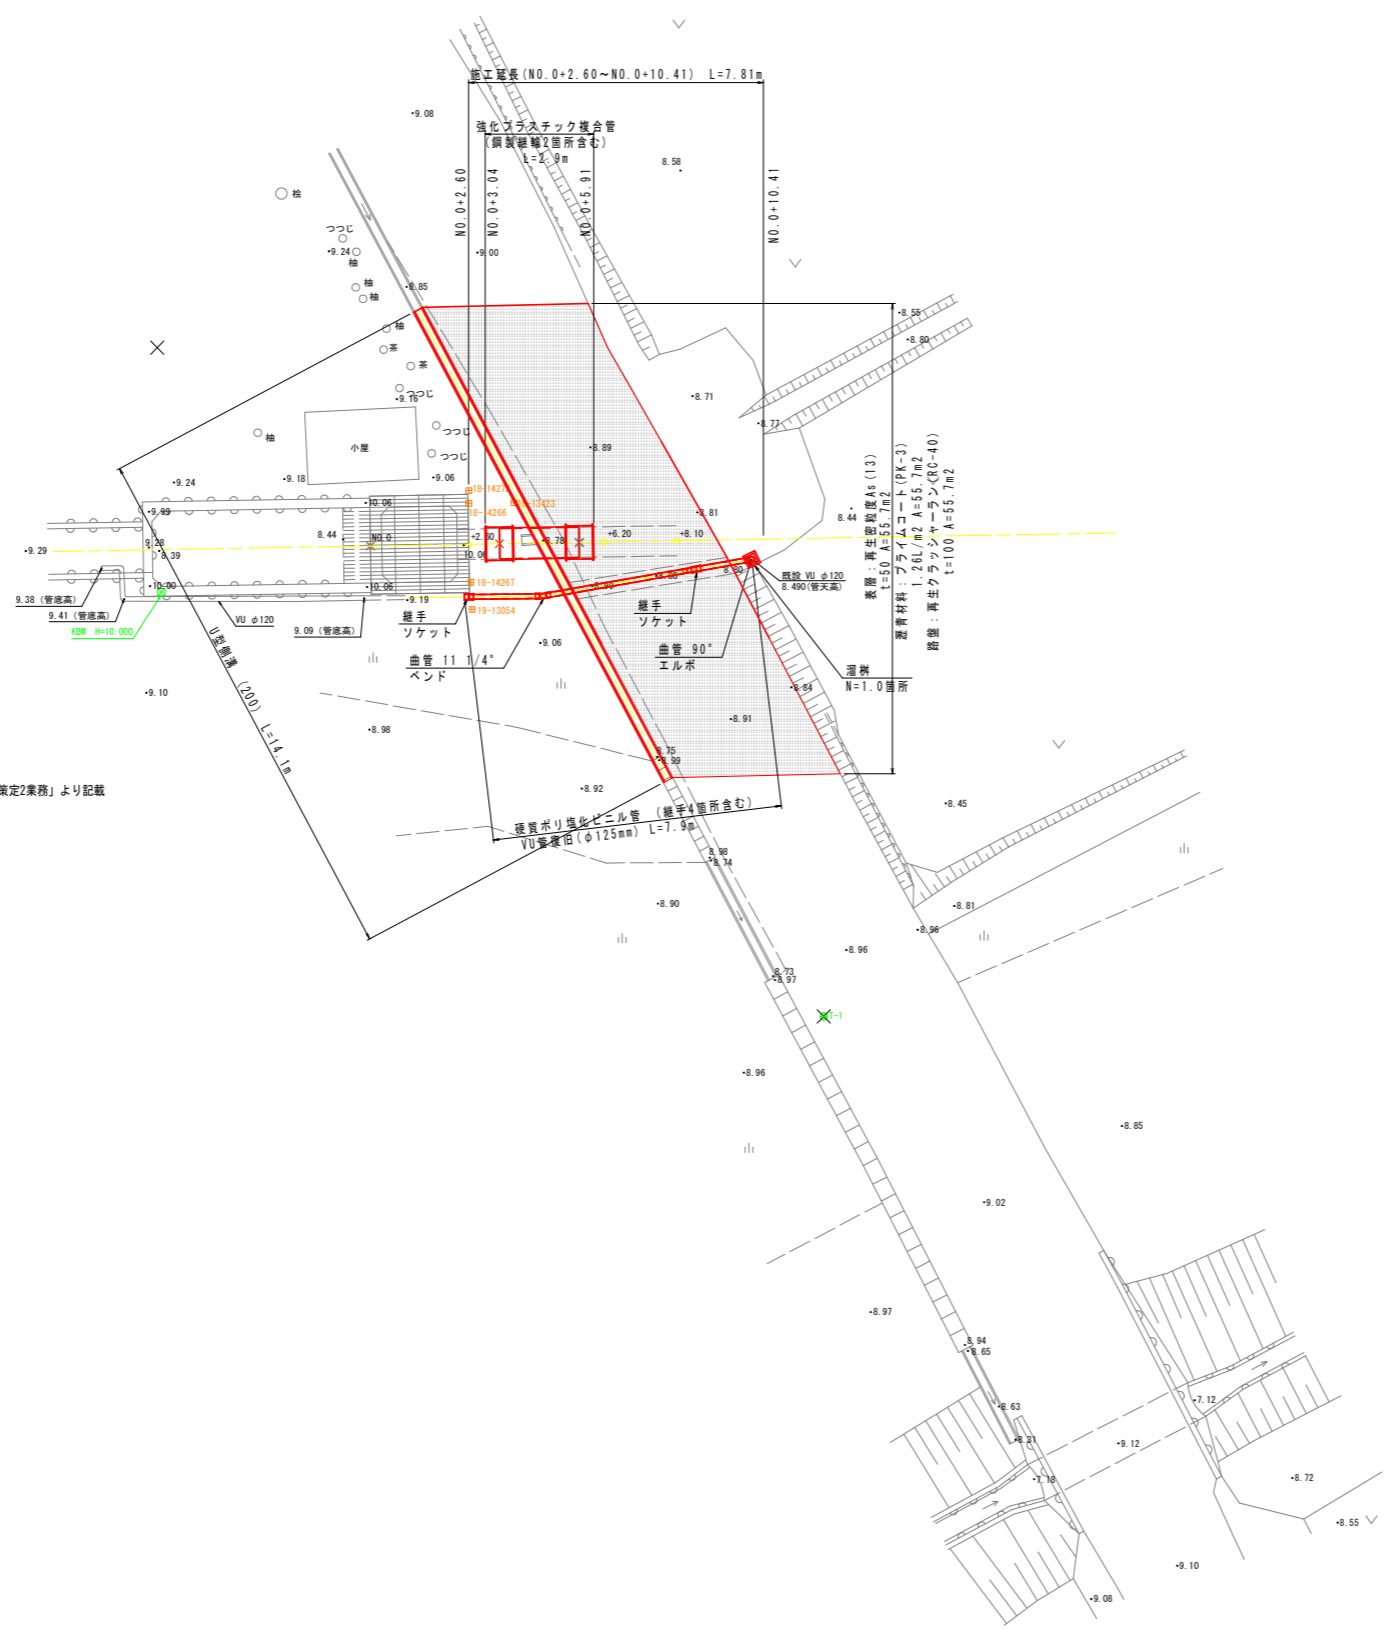 施工延長(NO.0+2.60～NO.0+10.41) L=7.81m
•9.08
強化プラスチック複合管
(鋼製継輪2箇所含む)
L=2.9m
8.58
NO.0+2.60
NO.0+3.04
NO.0+5.91
NO.0+10.41
桧
つつじ
•9.24
柚
•9.00
柚
柚
•8.85
柚
茶
茶
つつじ
•9.16
•8.55
•8.80
•8.71
•8.77
つつじ
柚
小屋
つつじ
•8.89
•9.24
•9.18
•9.06
18-14266
18-13423
•9.99
•10.06
8.44
NO.0
+2.60
10.06
+6.20
+8.10
8.44
•9.29
9.28
8.39
表層：再生密粒度As(13)
t=50 A=55.7m2
瀝青材料：プライムコート(PK-3)
1.26L/m2 A=55.7m2
路盤：再生クラッシャーラン(RC-40)
t=100 A=55.7m2
•10.00
•10.06
18-14267
8.80
既設 VU φ120
8.490(管天高)
9.38(管底高)
9.41(管底高)
KBM H=10.000
VU φ120
9.09(管底高)
•9.19
19-13054
継手
ソケット
継手
ソケット
曲管 11 1/4°
ベンド
•9.06
曲管 90°
エルボ
溜桝
N=1.0箇所
•9.10
U型側溝 (200) L=14.1m
•8.98
•8.84
•8.91
8.75
•8.99
策定2業務」より記載
•8.92
硬質ポリ塩化ビニル管 (継手4箇所含む)
VU管復旧(φ125mm) L=7.9m
•8.45
8.98
•8.74
•8.90
•8.81
•8.96
•8.96
8.73
•8.97
T-1
•8.96
•8.85
•9.02
•8.97
8.94
•8.65
•8.63
•8.31
•7.12
•9.12
•7.18
•8.72
•8.55
•9.10
•9.08